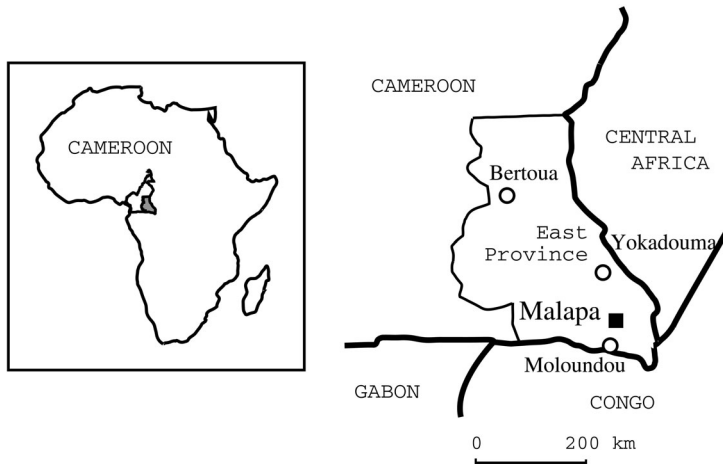 CAMEROON
CAMEROON
CENTRAL
AFRICA
Bertoua
East
Province
Yokadouma
Malapa
Moloundou
GABON
CONGO
0 200 km